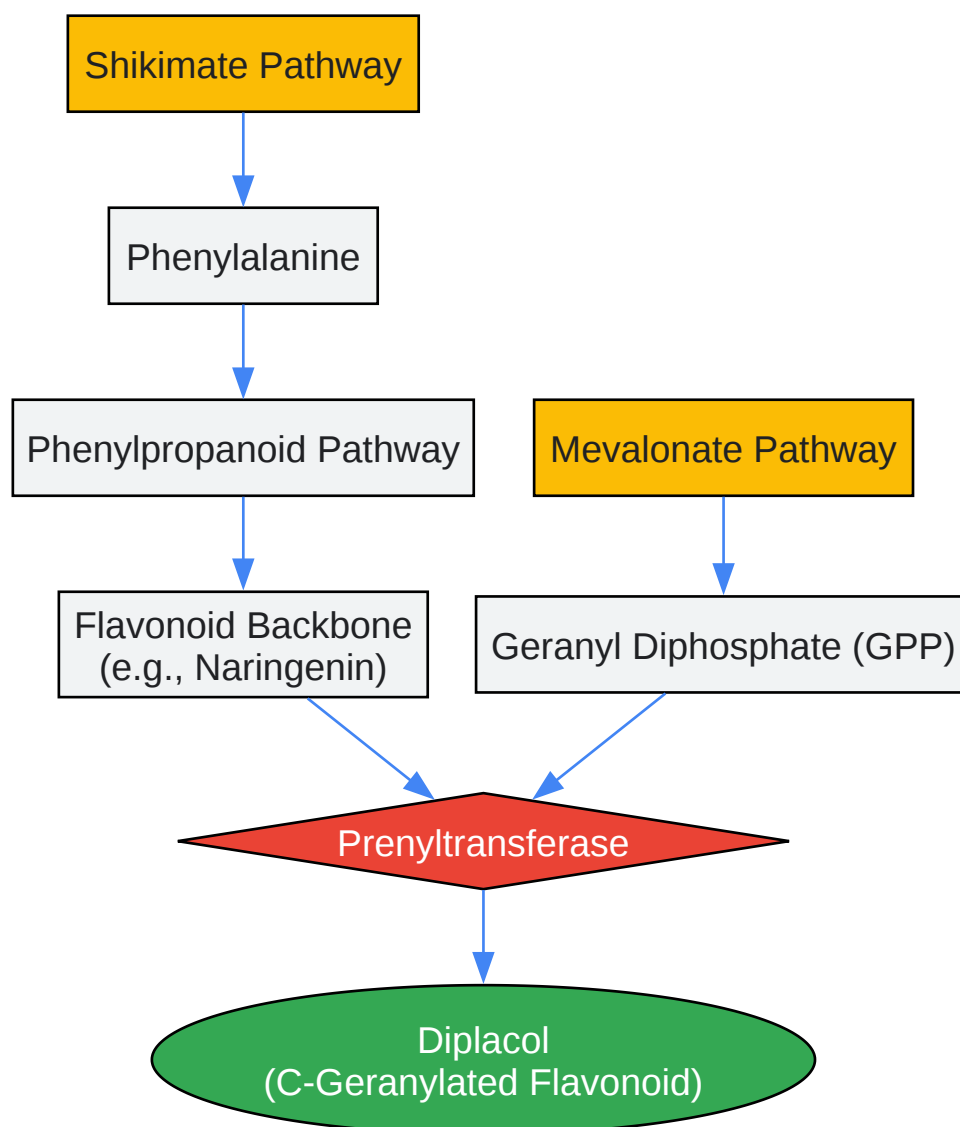 Shikimate Pathway
Phenylalanine
Phenylpropanoid Pathway
Mevalonate Pathway
Flavonoid Backbone
(e.g., Naringenin)
Geranyl Diphosphate (GPP)
Prenyltransferase
Diplacol
(C-Geranylated Flavonoid)